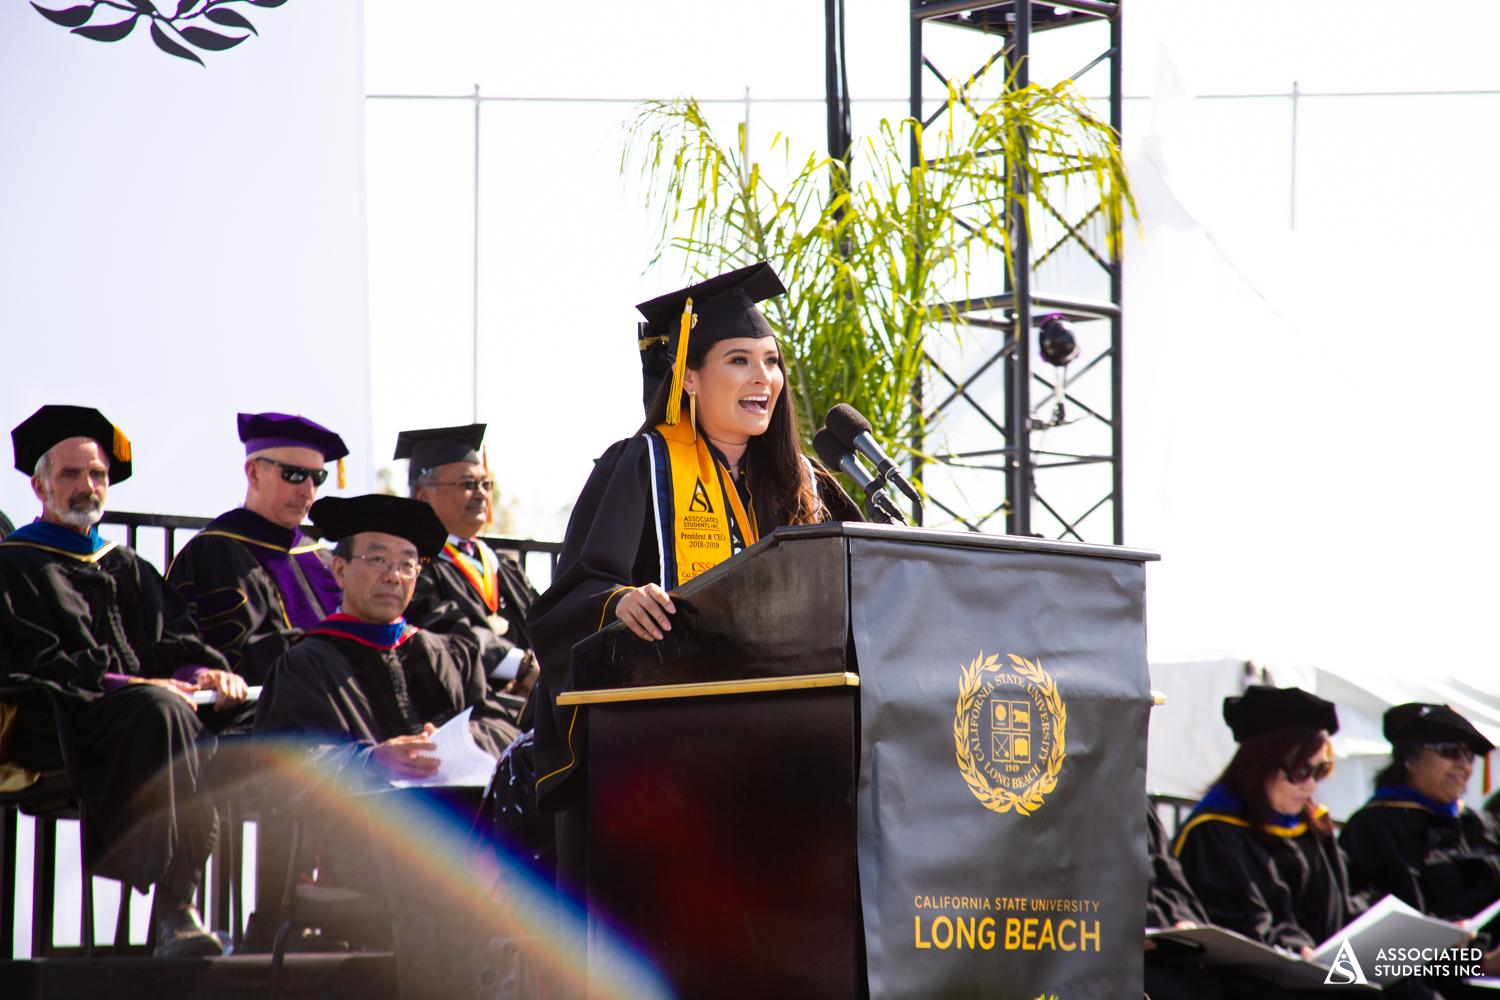 ASSOCIATED
STUDENTS INC.
President & CEO
2018-2019
CALIFORNIA STATE UNIVERSITY
1949
LONG BEACH
CALIFORNIA STATE UNIVERSITY
LONG BEACH
ASSOCIATED
STUDENTS INC.